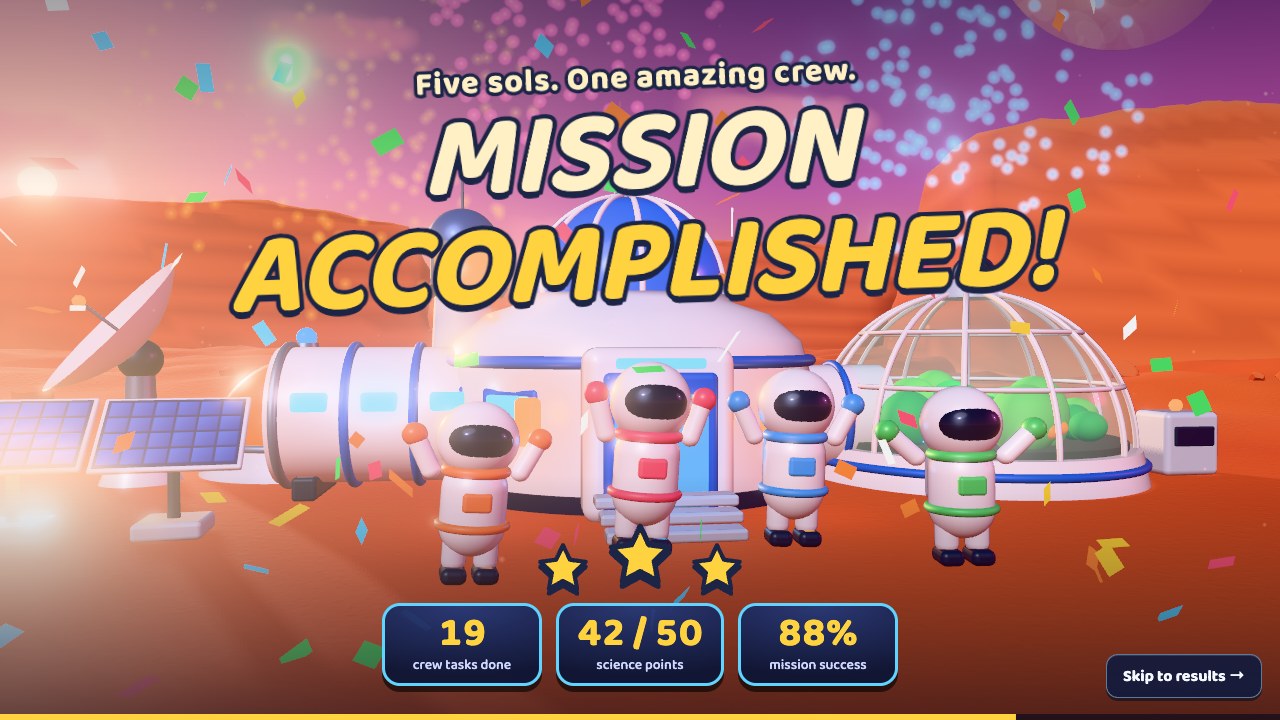 Five sols. One amazing crew.
MISSION
ACCOMPLISHED!
19
crew tasks done
42 / 50
science points
88%
mission success
Skip to results →